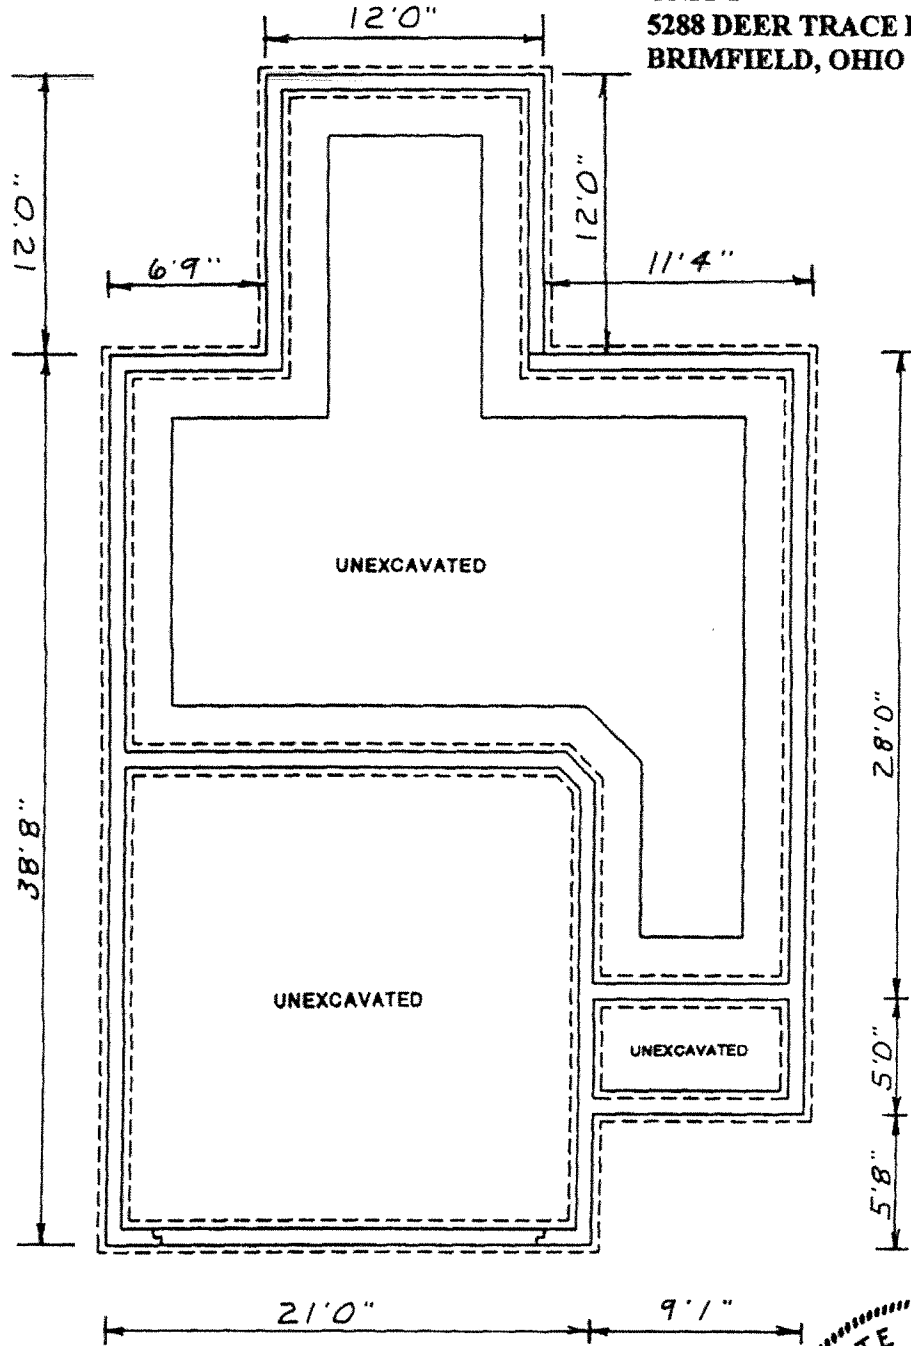 12'0"
5288 DEER TRACE
BRIMFIELD, OHIO
12'0"
12'0"
6'9"
11'4"
UNEXCAVATED
28'0"
38'8"
UNEXCAVATED
UNEXCAVATED
5'0"
5'8"
21'0"
9'1"